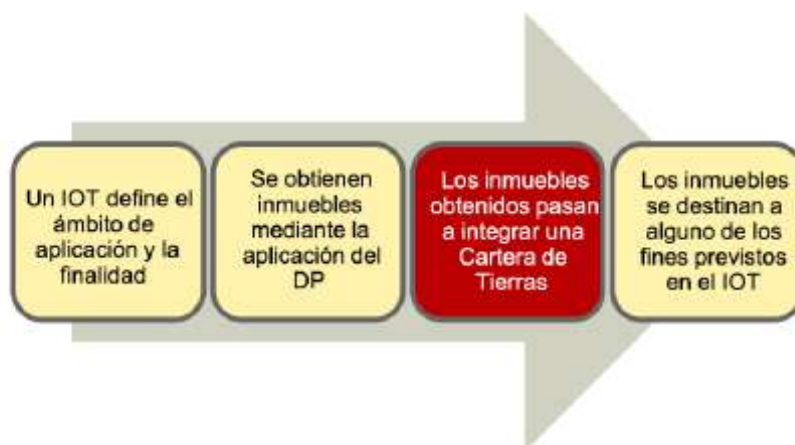 Un IOT define el
ámbito de
aplicación y la
finalidad
Se obtienen
inmuebles
mediante la
aplicación del
DP
Los inmuebles
obtenidos pasan
a integrar una
Cartera de
Tierras
Los inmuebles
se destinan a
alguno de los
fines previstos
en el IOT